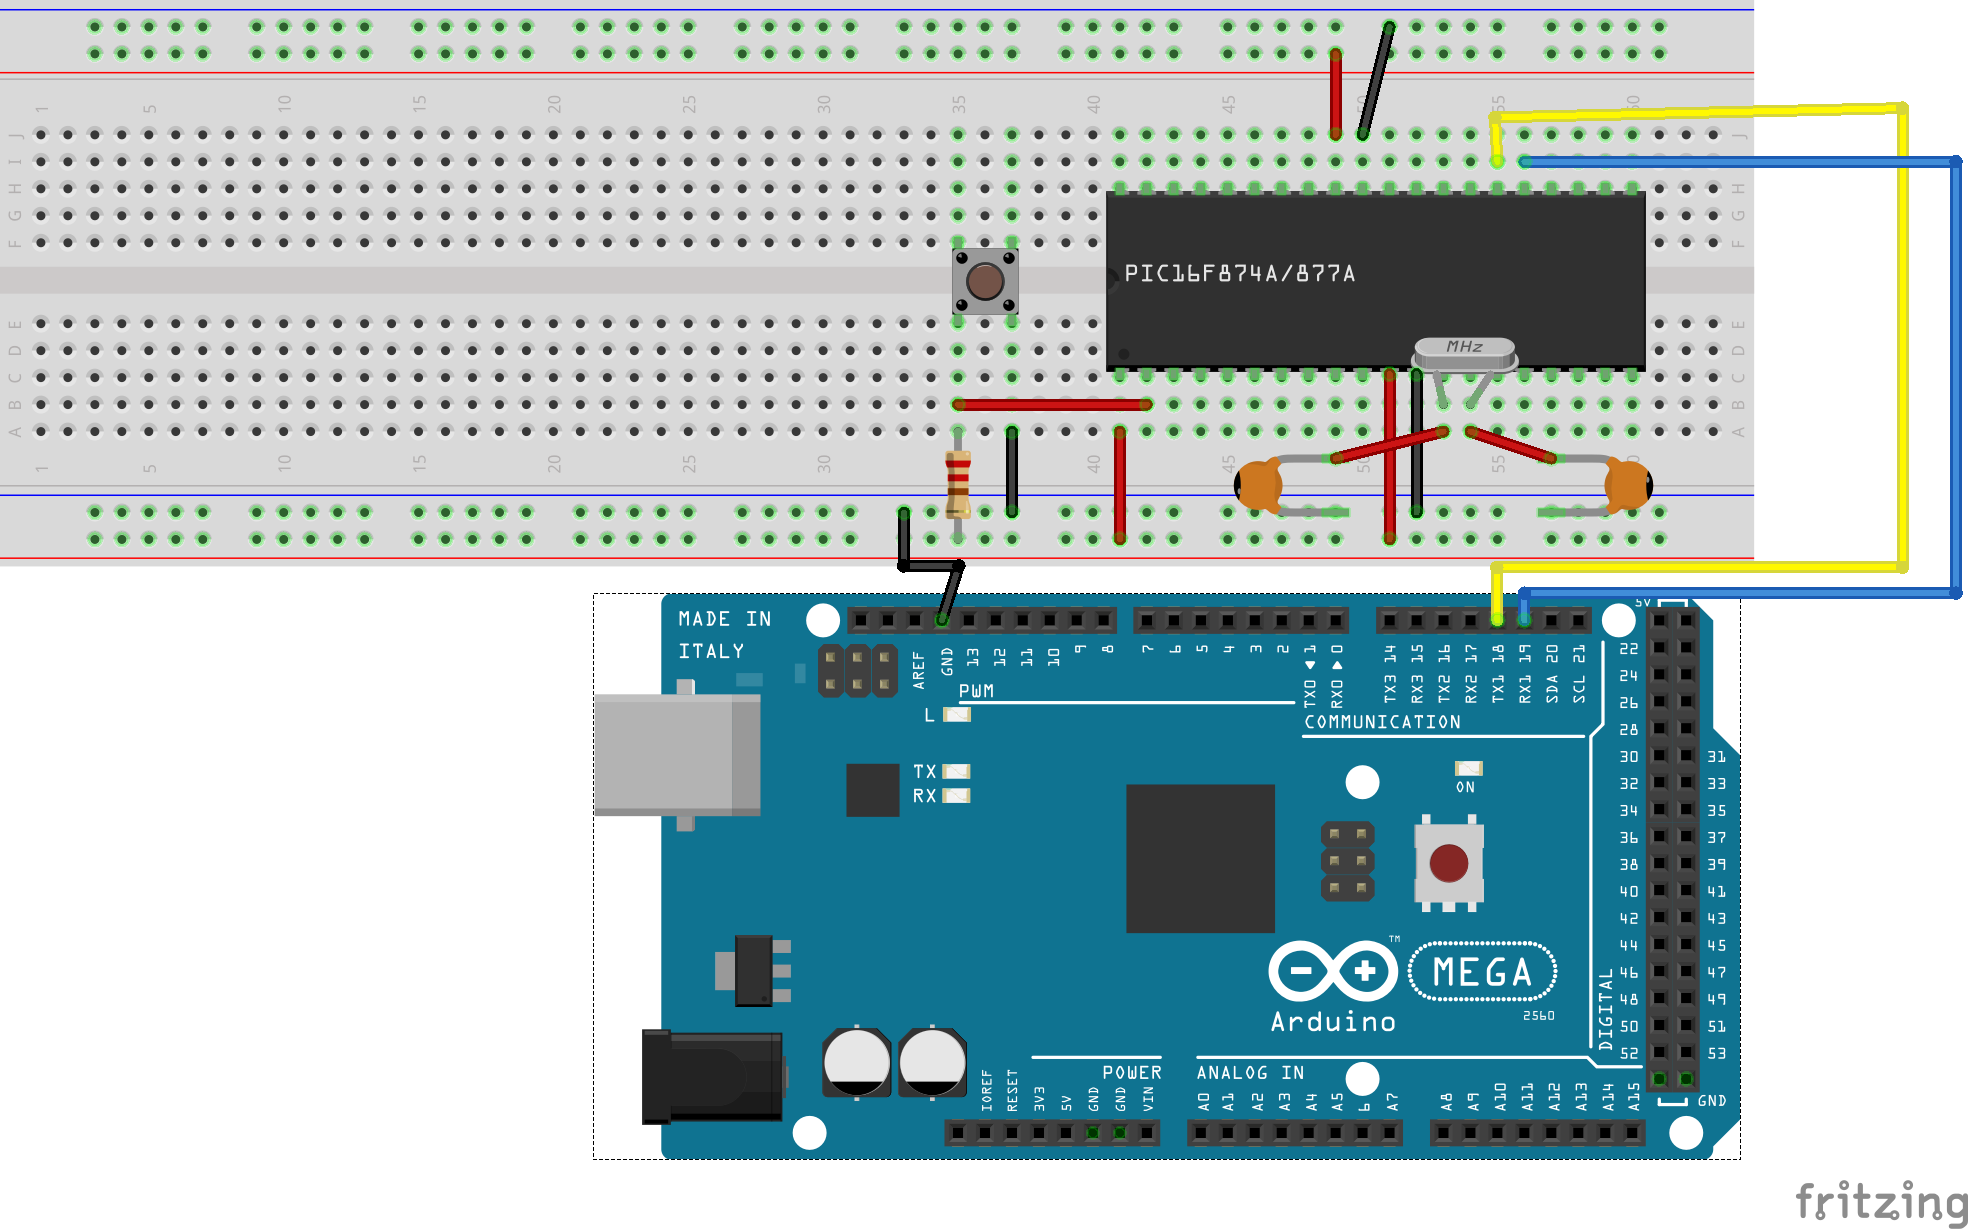 1 5 10 15 20 25 30 35 40 45 50 55 60
J J
I I
H H
G G
F F
PIC16F874A/877A
MHz
E E
D D
C C
B B
A A
1 5 10 15 20 25 30 35 40 45 50 55 60
MADE IN
ITALY
AREF GND 13 12 11 10 9 8 7 6 5 4 3 2 TX0 1 RX0 0 TX3 14 RX3 15 TX2 16 RX2 17 TX1 18 RX1 19 SDA 20 SCL 21
PWM
COMMUNICATION
L
TX
RX
ON
5V
22
24
26
28
30 31
32 33
34 35
36 37
38 39
40 41
42 43
44 45
46 47
48 49
50 51
52 53
GND
DIGITAL
TM
MEGA
2560
Arduino
POWER
ANALOG IN
IOREF RESET 3V3 5V GND GND VIN A0 A1 A2 A3 A4 A5 6 A7 A8 A9 A10 A11 A12 A13 A14 A15
fritzing